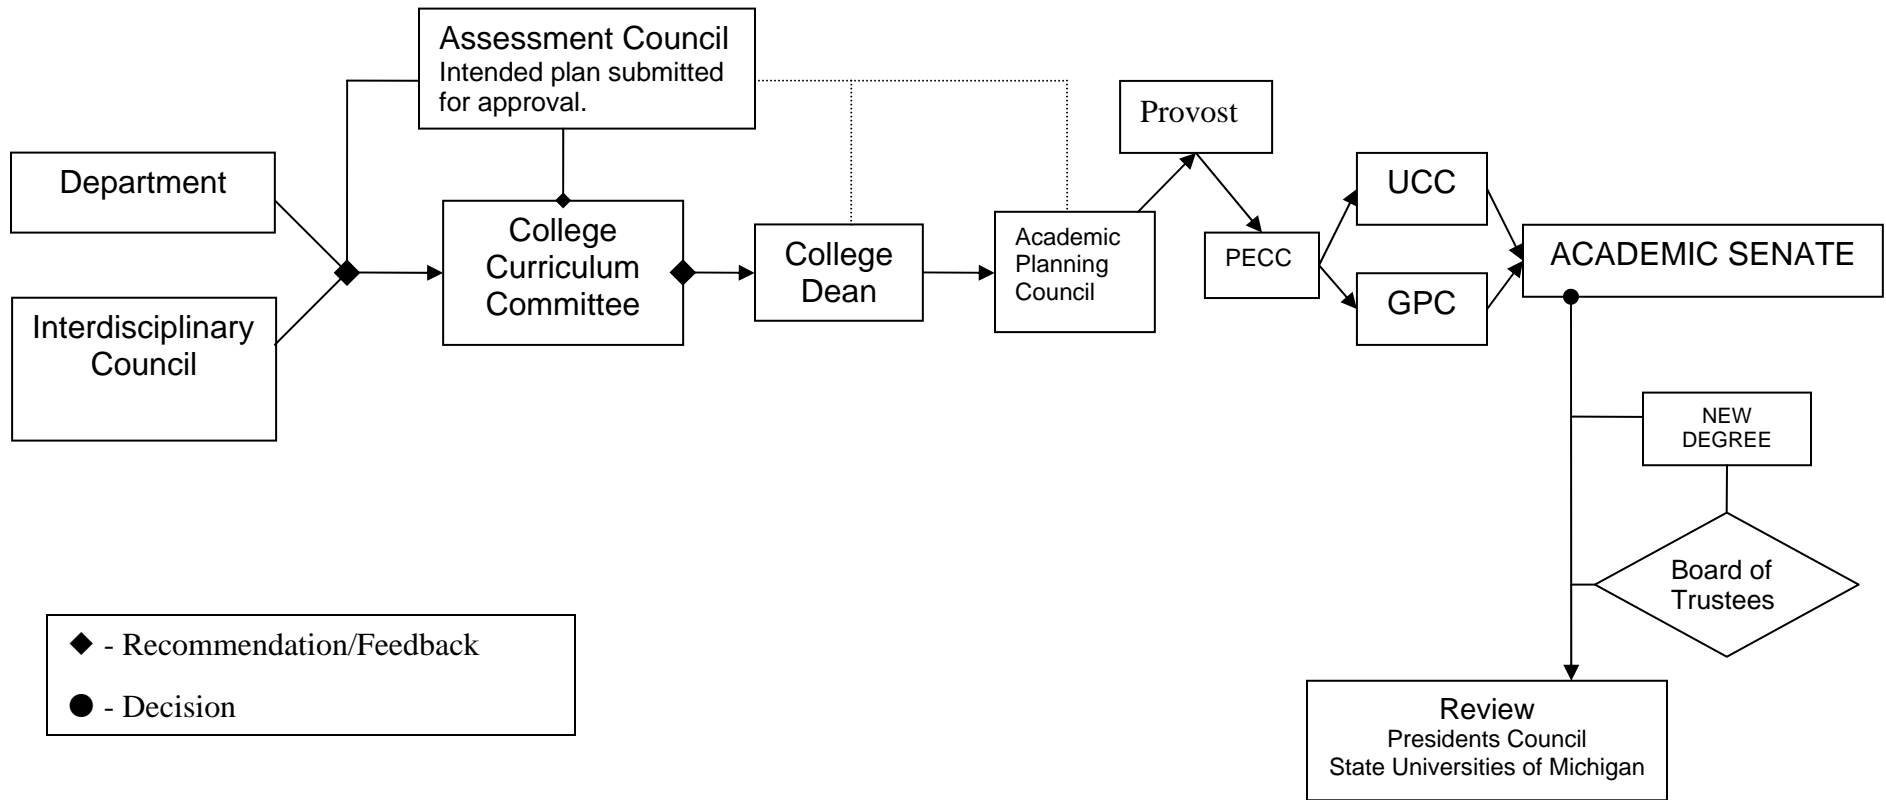 Assessment Council
Intended plan submitted
for approval.
Department
Interdisciplinary
Council
College
Curriculum
Committee
College
Dean
Academic
Planning
Council
Provost
PECC
UCC
GPC
ACADEMIC SENATE
NEW
DEGREE
Board of
Trustees
Review
Presidents Council
State Universities of Michigan
◆ - Recommendation/Feedback
● - Decision